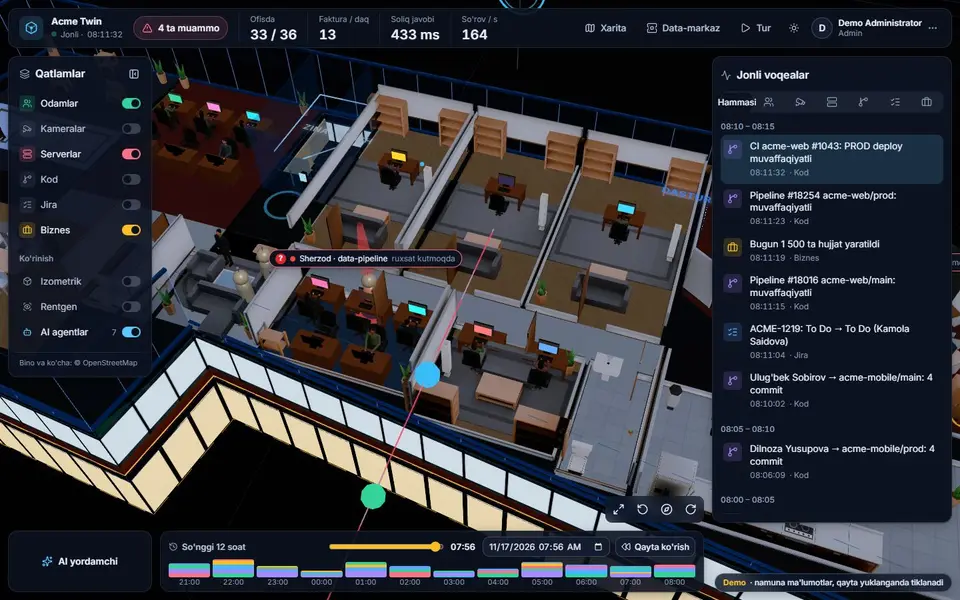 Acme Twin
Jonli · 08:11:32
4 ta muammo
Ofisda
33 / 36
Faktura / daq
13
Soliq javobi
433 ms
So'rov / s
164
Xarita
Data-markaz
Tur
D
Demo Administrator
Admin
Qatlamlar
Odamlar
Kameralar
Serverlar
Kod
Jira
Biznes
Ko'rinish
Izometrik
Rentgen
AI agentlar 7
Bino va ko'cha: © OpenStreetMap
? Sherzod · data-pipeline ruxsat kutmoqda
Jonli voqealar
Hammasi
08:10 – 08:15
CI acme-web #1043: PROD deploy
muvaffaqiyatli
08:11:32 · Kod
Pipeline #18254 acme-web/prod:
muvaffaqiyatli
08:11:23 · Kod
Bugun 1 500 ta hujjat yaratildi
08:11:19 · Biznes
Pipeline #18016 acme-web/main:
muvaffaqiyatli
08:11:15 · Kod
ACME-1219: To Do → To Do (Kamola
Saidova)
08:11:04 · Jira
Ulug'bek Sobirov → acme-mobile/main: 4
commit
08:10:02 · Kod
08:05 – 08:10
Dilnoza Yusupova → acme-mobile/prod: 4
commit
08:06:09 · Kod
08:00 – 08:05
AI yordamchi
So'nggi 12 soat
07:56
11/17/2026 07:56 AM
Qayta ko'rish
21:00
22:00
23:00
00:00
01:00
02:00
03:00
04:00
05:00
06:00
07:00
08:00
Demo · namuna ma'lumotlar, qayta yuklanganda tiklanadi